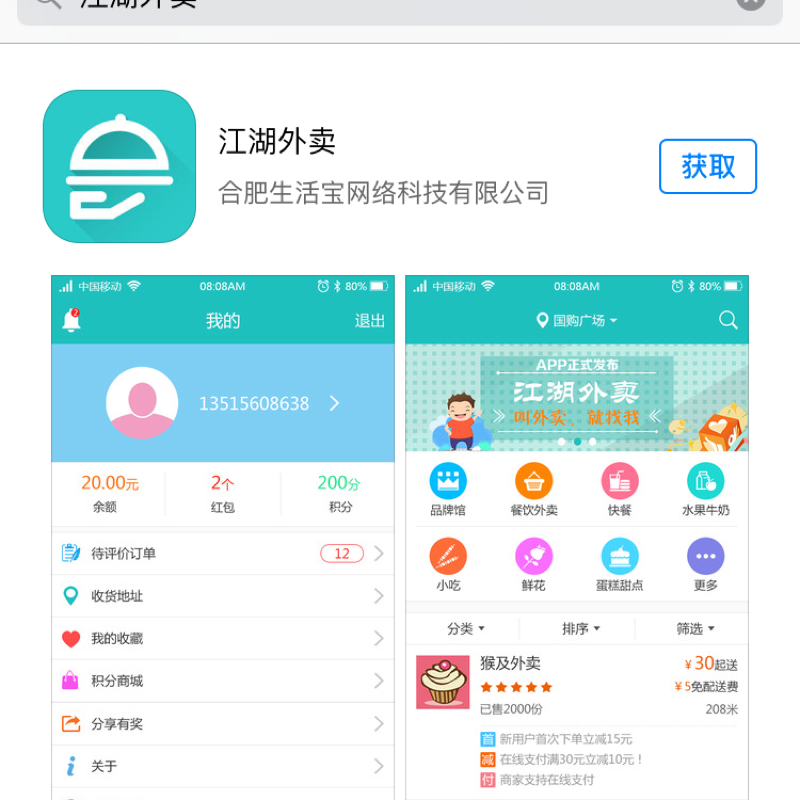 江湖外卖
江湖外卖
合肥生活宝网络科技有限公司
获取
中国移动 08:08AM 80%
2
我的
退出
13515608638
20.00元
余额
2个
红包
200分
积分
待评价订单 12
收货地址
我的收藏
积分商城
分享有奖
关于
中国移动 08:08AM 80%
国购广场
APP正式发布
江湖外卖
叫外卖、就找我
品牌馆 餐饮外卖 快餐 水果牛奶
小吃 鲜花 蛋糕甜点 更多
分类 排序 筛选
猴及外卖 ¥30起送
¥5免配送费
已售2000份 208米
首 新用户首次下单立减15元
减 在线支付满30元立减10元！
付 商家支持在线支付